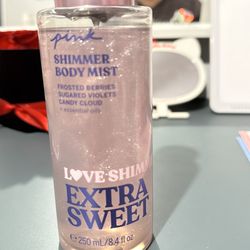 pink
SHIMMER
BODY MIST
FROSTED BERRIES
SUGARED VIOLETS
CANDY CLOUD
+ essential oils
LOVE SHIM
EXTRA
SWEET
℮ 250 mL/8.4 fl oz